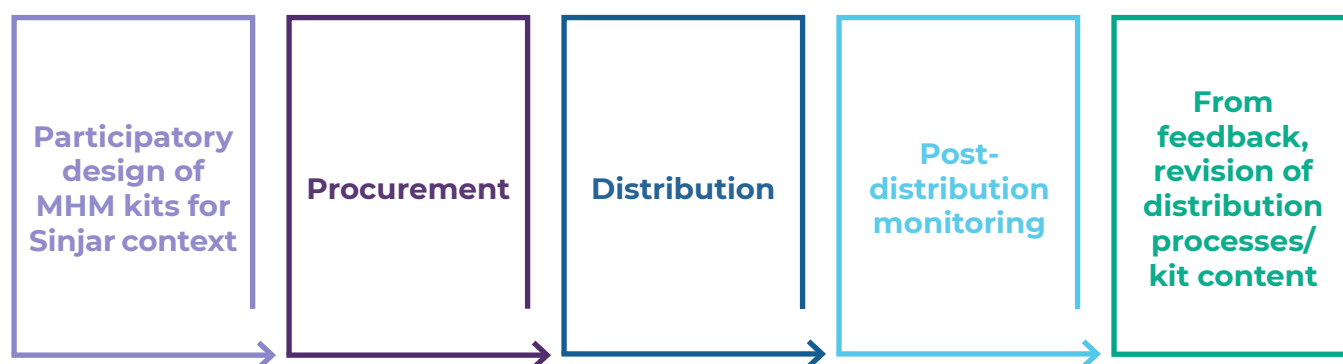 Participatory
design of
MHM kits for
Sinjar context
Procurement
Distribution
Post-
distribution
monitoring
From
feedback,
revision of
distribution
processes/
kit content